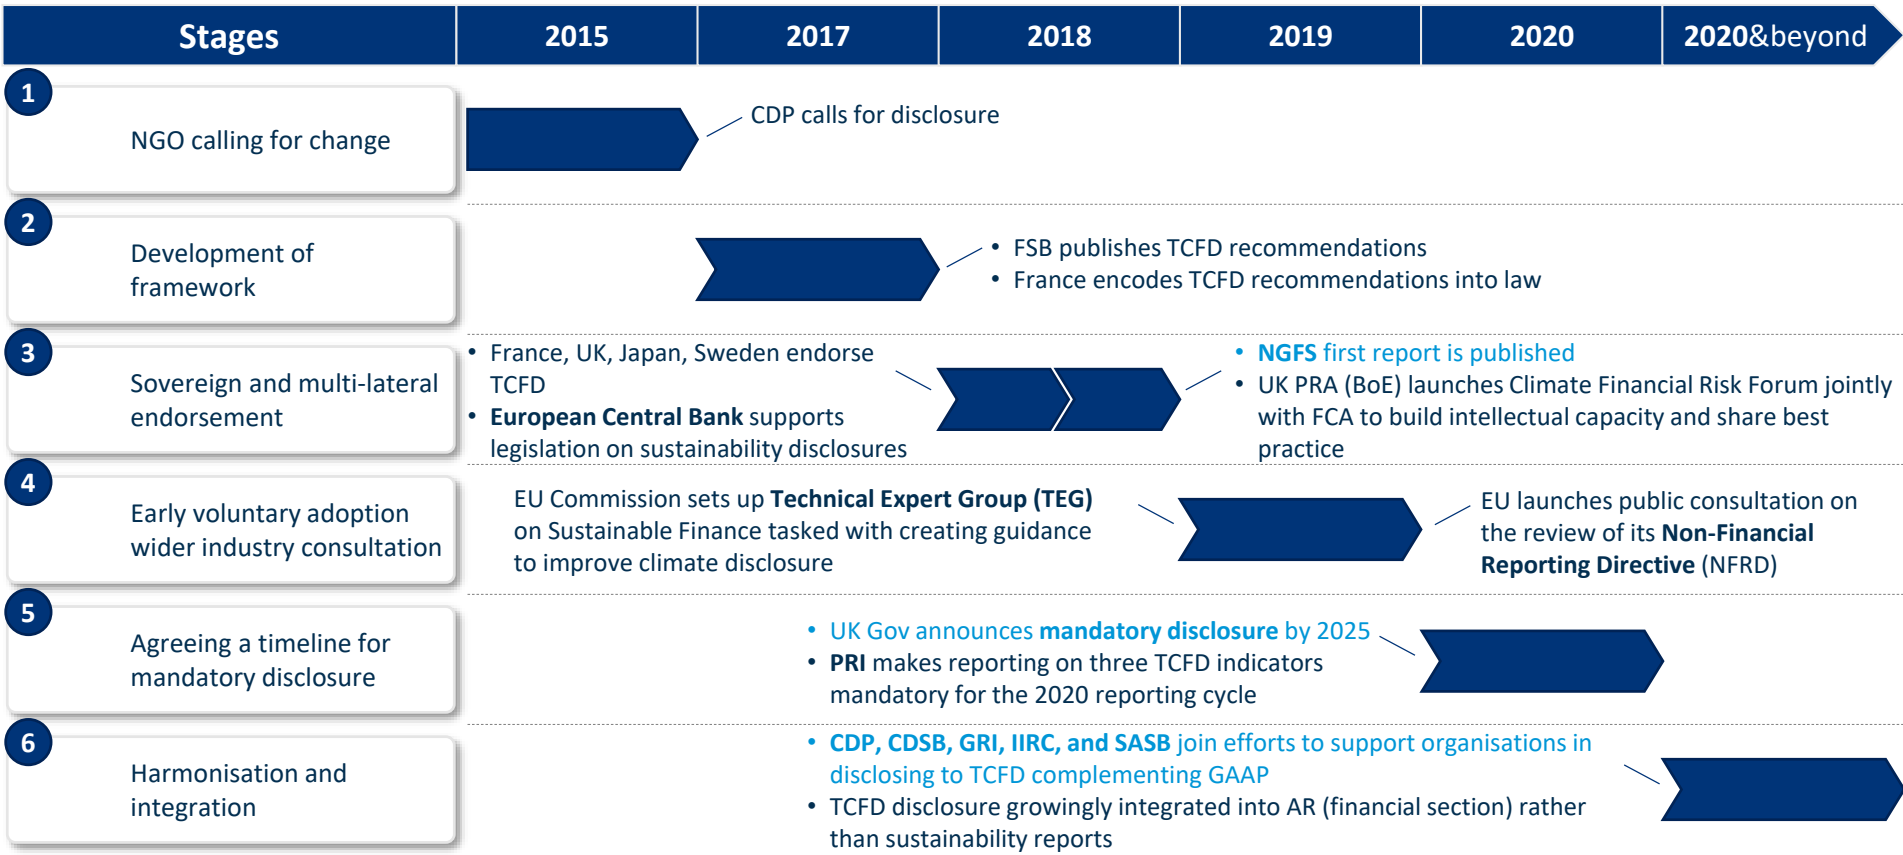 Stages 2015 2017 2018 2019 2020 2020&beyond
1
NGO calling for change
CDP calls for disclosure
2
Development of
framework
• FSB publishes TCFD recommendations
• France encodes TCFD recommendations into law
3
Sovereign and multi-lateral
endorsement
• France, UK, Japan, Sweden endorse
TCFD
• European Central Bank supports
legislation on sustainability disclosures
• NGFS first report is published
• UK PRA (BoE) launches Climate Financial Risk Forum jointly
with FCA to build intellectual capacity and share best
practice
4
Early voluntary adoption
wider industry consultation
EU Commission sets up Technical Expert Group (TEG)
on Sustainable Finance tasked with creating guidance
to improve climate disclosure
EU launches public consultation on
the review of its Non-Financial
Reporting Directive (NFRD)
5
Agreeing a timeline for
mandatory disclosure
• UK Gov announces mandatory disclosure by 2025
• PRI makes reporting on three TCFD indicators
mandatory for the 2020 reporting cycle
6
Harmonisation and
integration
• CDP, CDSB, GRI, IIRC, and SASB join efforts to support organisations in
disclosing to TCFD complementing GAAP
• TCFD disclosure growingly integrated into AR (financial section) rather
than sustainability reports